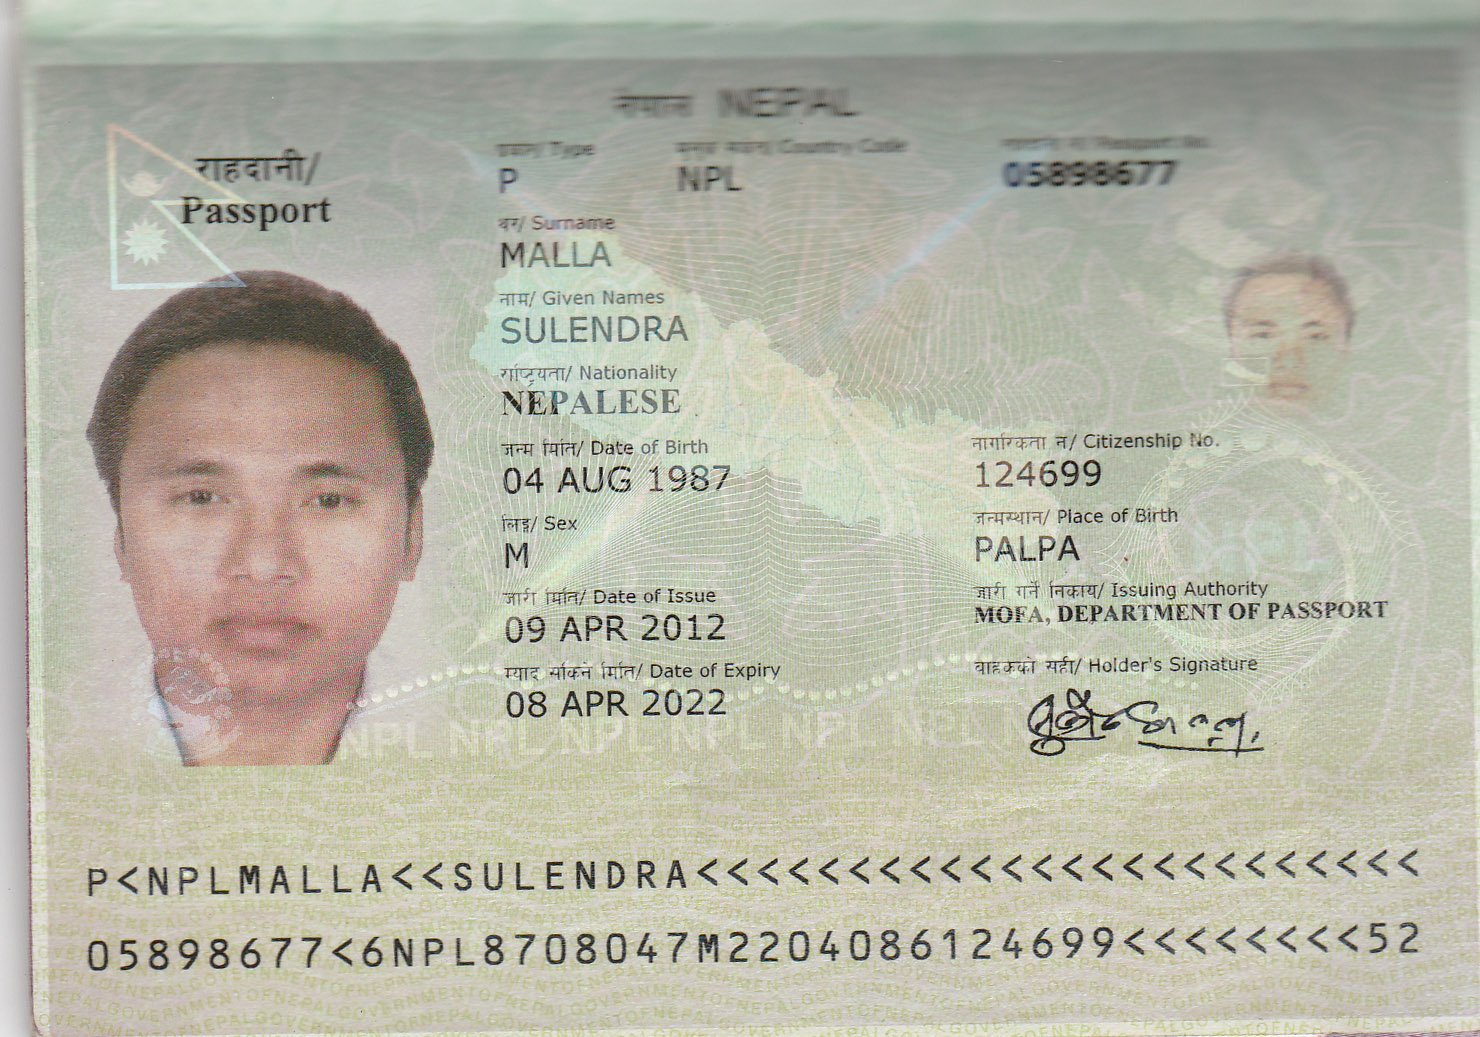 नेपाल NEPAL
राहदानी/
Passport
प्रकार/ Type
P
Country Code
NPL
Passport No.
05898677
थर/ Surname
MALLA
नाम/ Given Names
SULENDRA
राष्ट्रियता/ Nationality
NEPALESE
जन्म मिति/ Date of Birth
04 AUG 1987
नागरिकता नं/ Citizenship No.
124699
लिङ्ग/ Sex
M
जन्मस्थान/ Place of Birth
PALPA
जारी मिति/ Date of Issue
09 APR 2012
जारी गर्ने निकाय/ Issuing Authority
MOFA, DEPARTMENT OF PASSPORT
म्याद सकिने मिति/ Date of Expiry
08 APR 2022
वाहकको सही/ Holder's Signature
NPL NPL NPL NPL NPL NPL
P<NPLMALLA<<SULENDRA<<<<<<<<<<<<<<<<<<<<<<<<
05898677<6NPL8708047M2204086124699<<<<<<<<52